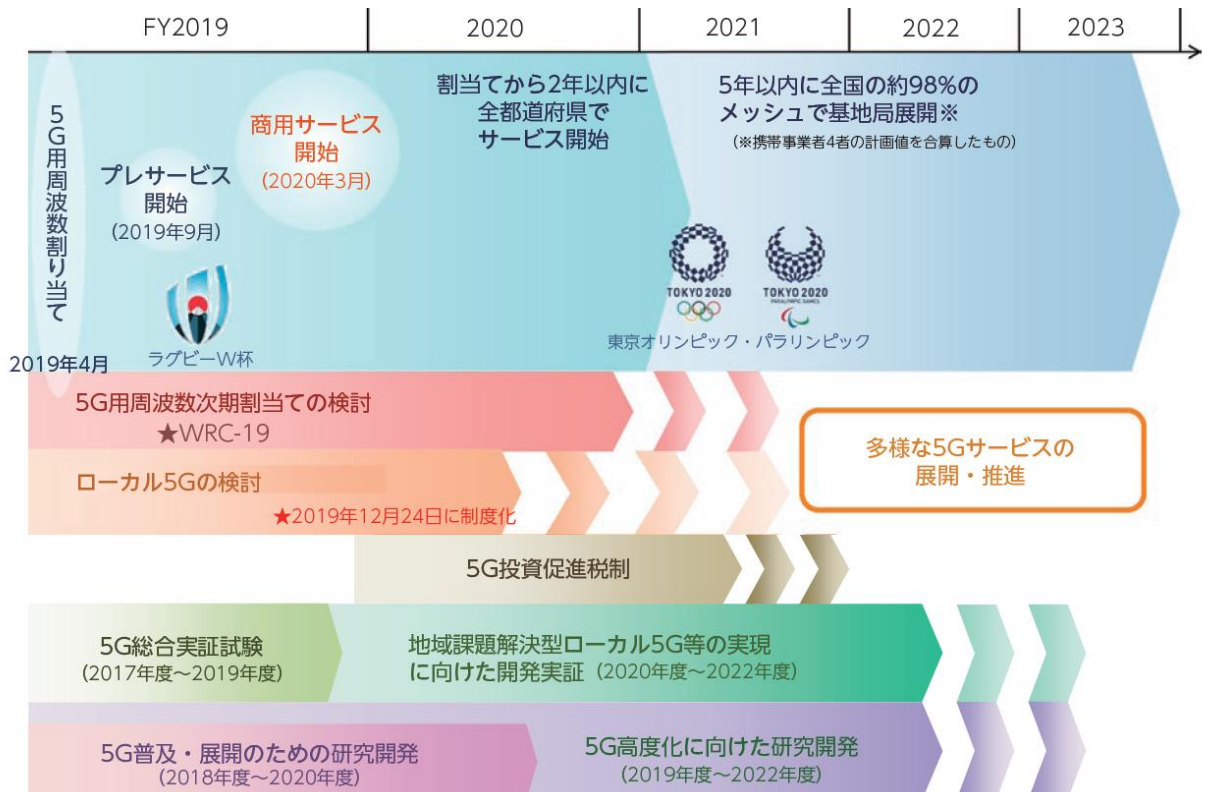 FY2019
2020
2021
2022
2023
5G用周波数割り当て
2019年4月
プレサービス
開始
(2019年9月)
ラグビーW杯
商用サービス
開始
(2020年3月)
割当てから2年以内に
全都道府県で
サービス開始
5年以内に全国の約98%の
メッシュで基地局展開※
(※携帯事業者4者の計画値を合算したもの)
TOKYO 2020
TOKYO 2020
PARALYMPIC GAMES
東京オリンピック・パラリンピック
5G用周波数次期割当ての検討
★WRC-19
ローカル5Gの検討
★2019年12月24日に制度化
多様な5Gサービスの
展開・推進
5G投資促進税制
5G総合実証試験
(2017年度～2019年度)
地域課題解決型ローカル5G等の実現
に向けた開発実証 (2020年度～2022年度)
5G普及・展開のための研究開発
(2018年度～2020年度)
5G高度化に向けた研究開発
(2019年度～2022年度)